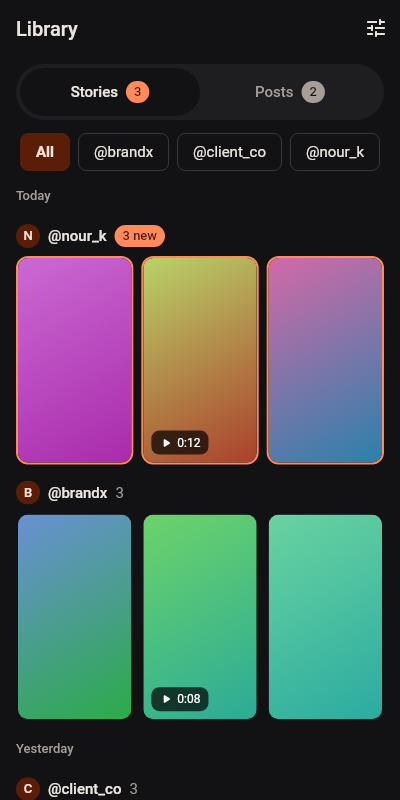 Library
Stories 3 Posts 2
All @brandx @client_co @nour_k
Today
N @nour_k 3 new
0:12
B @brandx 3
0:08
Yesterday
C @client_co 3